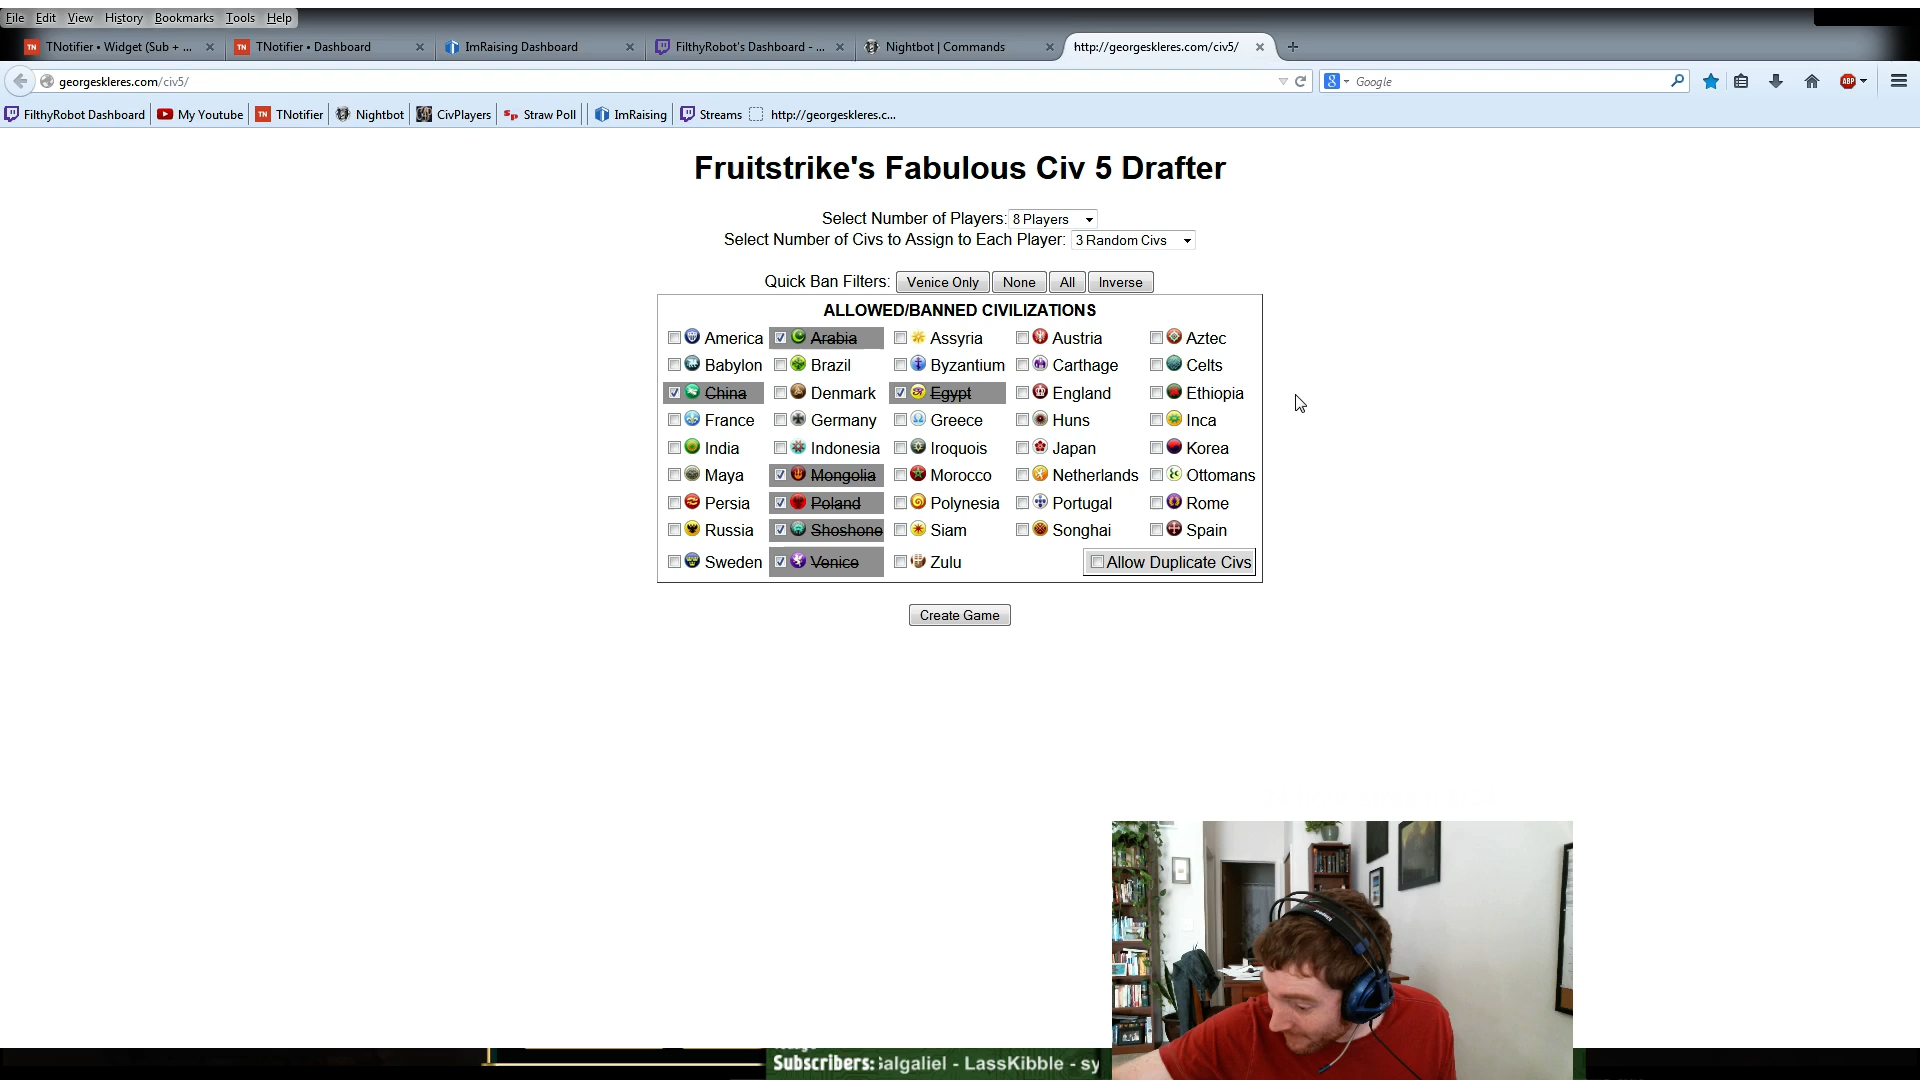 File Edit View History Bookmarks Tools Help
TNotifier • Widget (Sub + ... TNotifier • Dashboard ImRaising Dashboard FilthyRobot's Dashboard - ... Nightbot | Commands http://georgeskleres.com/civ5/
georgeskleres.com/civ5/ Google
FilthyRobot Dashboard My Youtube TNotifier Nightbot CivPlayers Straw Poll ImRaising Streams http://georgeskleres.c...
Fruitstrike's Fabulous Civ 5 Drafter
Select Number of Players: 8 Players
Select Number of Civs to Assign to Each Player: 3 Random Civs
Quick Ban Filters: Venice Only None All Inverse
ALLOWED/BANNED CIVILIZATIONS
America Arabia Assyria Austria Aztec
Babylon Brazil Byzantium Carthage Celts
China Denmark Egypt England Ethiopia
France Germany Greece Huns Inca
India Indonesia Iroquois Japan Korea
Maya Mongolia Morocco Netherlands Ottomans
Persia Poland Polynesia Portugal Rome
Russia Shoshone Siam Songhai Spain
Sweden Venice Zulu Allow Duplicate Civs
Create Game
Subscribers: Galgaliel - LassKibble - sy